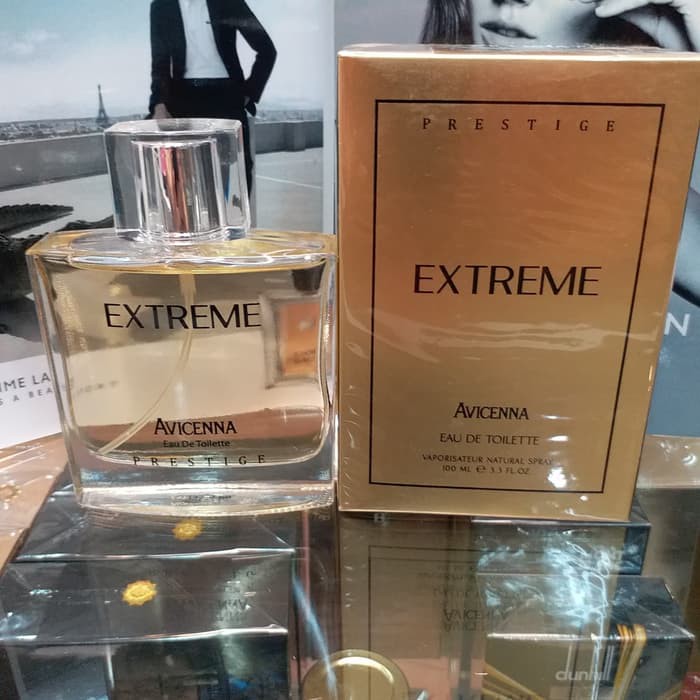 EXTREME
AVICENNA
Eau De Toilette
PRESTIGE
PRESTIGE
EXTREME
AVICENNA
EAU DE TOILETTE
VAPORISATEUR NATURAL SPRAY
100 ML ℮ 3.3 FL.OZ
AVICENNA
dunhill